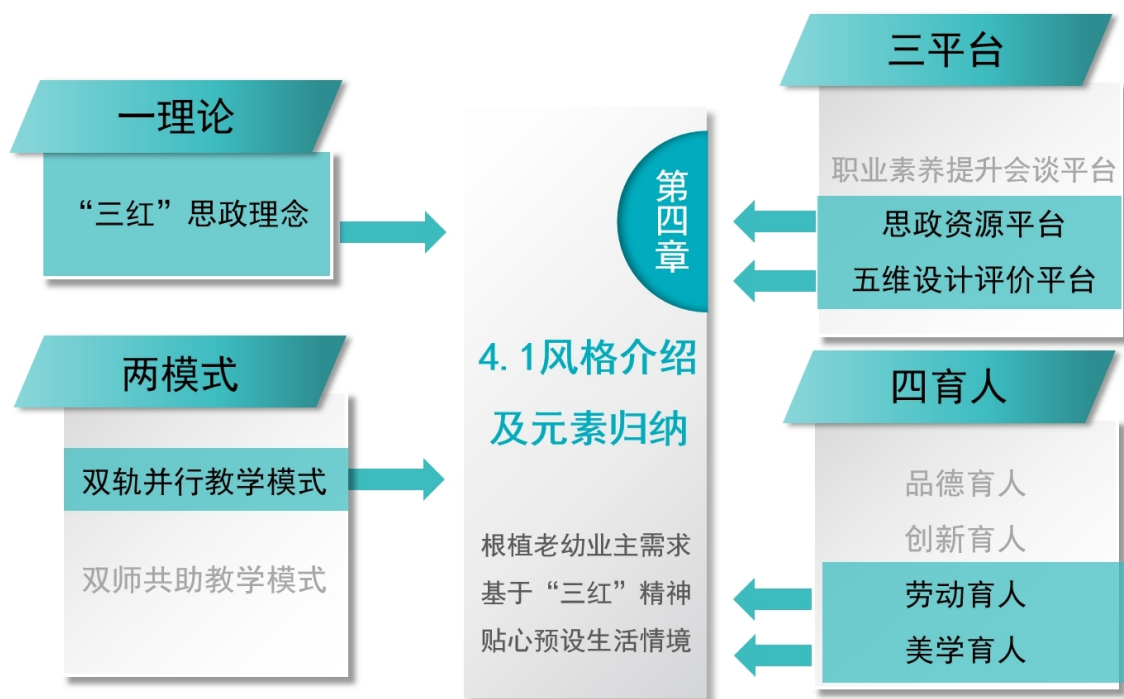 一理论
“三红”思政理念
两模式
双轨并行教学模式
双师共助教学模式
第四章
4.1风格介绍
及元素归纳
根植老幼业主需求
基于“三红”精神
贴心预设生活情境
三平台
职业素养提升会谈平台
思政资源平台
五维设计评价平台
四育人
品德育人
创新育人
劳动育人
美学育人